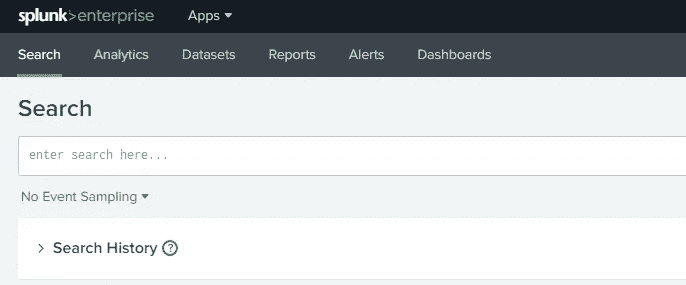 splunk>enterprise Apps
Search Analytics Datasets Reports Alerts Dashboards
Search
enter search here...
No Event Sampling
> Search History ?